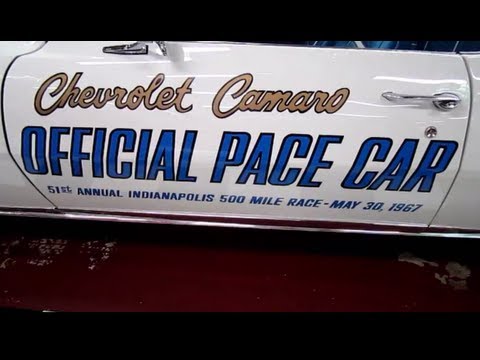 Chevrolet Camaro
OFFICIAL PACE CAR
51st ANNUAL INDIANAPOLIS 500 MILE RACE - MAY 30, 1967